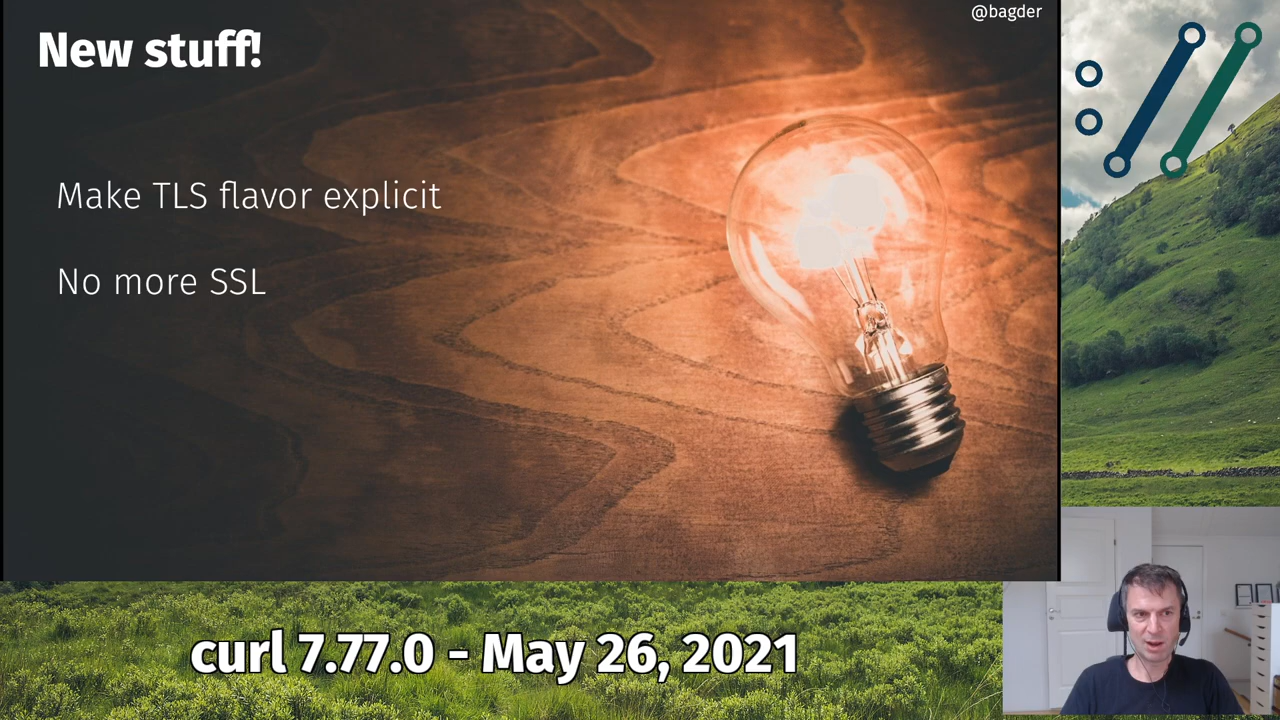 @bagder
New stuff!
Make TLS flavor explicit
No more SSL
curl 7.77.0 - May 26, 2021